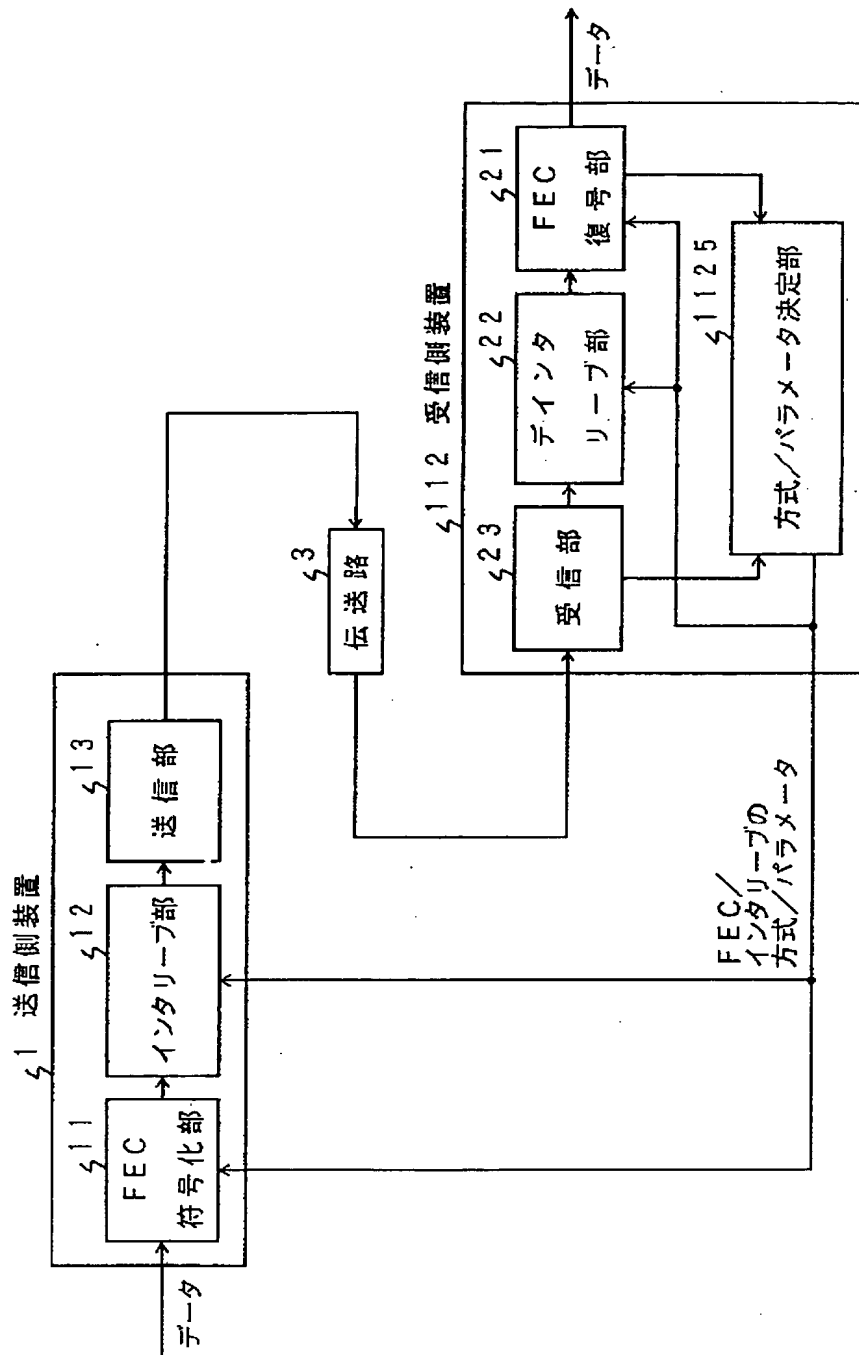 1 送信側装置
データ
11
FEC
符号化部
12
インタリーブ部
13
送信部
3
伝送路
112 受信側装置
23
受信部
22
デインタ
リーブ部
21
FEC
復号部
データ
1125
方式/パラメータ決定部
FEC/
インタリーブの
方式/パラメータ